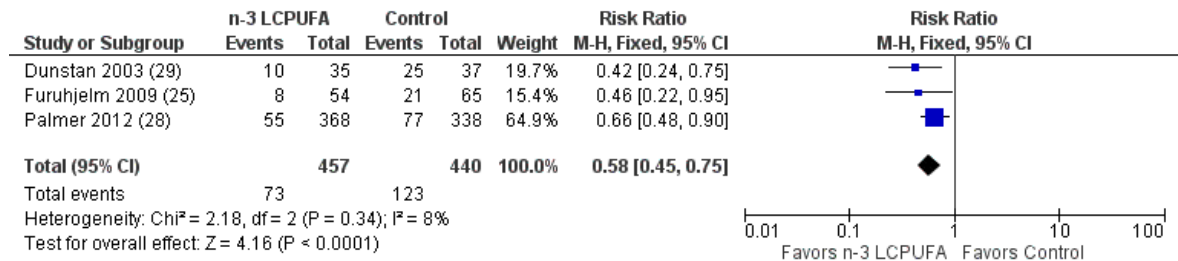 n-3 LCPUFA Control Risk Ratio Risk Ratio
Study or Subgroup Events Total Events Total Weight M-H, Fixed, 95% CI M-H, Fixed, 95% CI
Dunstan 2003 (29) 10 35 25 37 19.7% 0.42 [0.24, 0.75]
Furuhjelm 2009 (25) 8 54 21 65 15.4% 0.46 [0.22, 0.95]
Palmer 2012 (28) 55 368 77 338 64.9% 0.66 [0.48, 0.90]
Total (95% CI) 457 440 100.0% 0.58 [0.45, 0.75]
Total events 73 123
Heterogeneity: Chi² = 2.18, df = 2 (P = 0.34); I² = 8%
Test for overall effect: Z = 4.16 (P < 0.0001)
0.01 0.1 1 10 100
Favors n-3 LCPUFA Favors Control